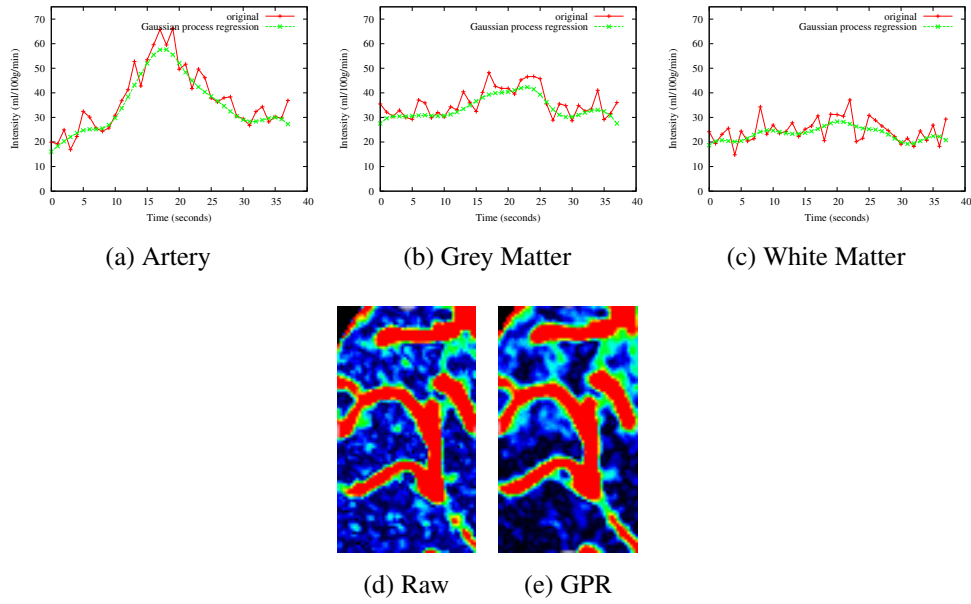 original
Gaussian process regression
Intensity (ml/100g/min)
70
60
50
40
30
20
10
0
0 5 10 15 20 25 30 35 40
Time (seconds)
(a) Artery
original
Gaussian process regression
Intensity (ml/100g/min)
70
60
50
40
30
20
10
0
0 5 10 15 20 25 30 35 40
Time (seconds)
(b) Grey Matter
original
Gaussian process regression
Intensity (ml/100g/min)
70
60
50
40
30
20
10
0
0 5 10 15 20 25 30 35 40
Time (seconds)
(c) White Matter
(d) Raw
(e) GPR